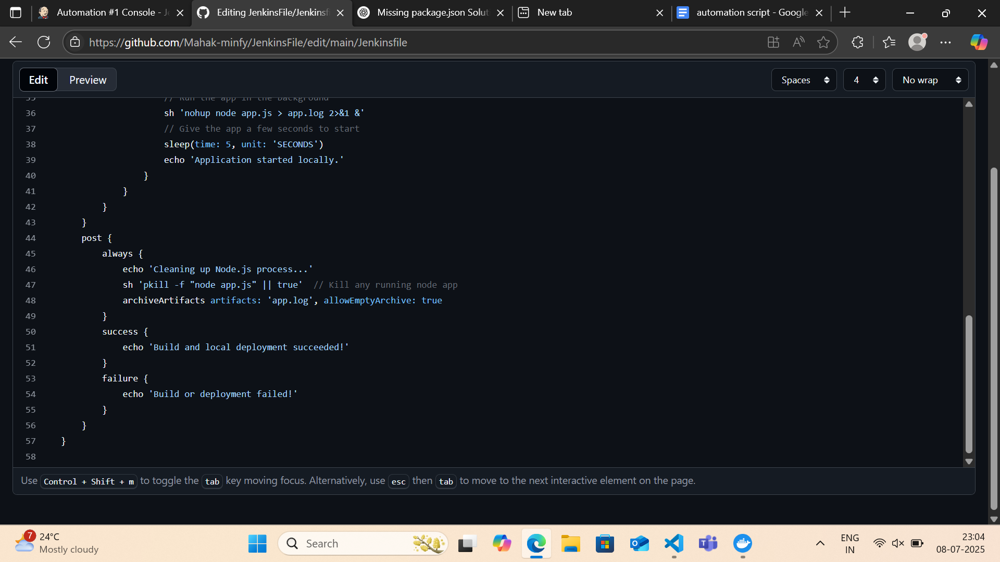 Automation #1 Console - Je
Editing JenkinsFile/Jenkinsfi
Missing package.json Soluti
New tab
automation script - Google
https://github.com/Mahak-minfy/JenkinsFile/edit/main/Jenkinsfile
Edit Preview Spaces 4 No wrap
35 // Run the app in the background
36 sh 'nohup node app.js > app.log 2>&1 &'
37 // Give the app a few seconds to start
38 sleep(time: 5, unit: 'SECONDS')
39 echo 'Application started locally.'
40 }
41 }
42 }
43 }
44 post {
45 always {
46 echo 'Cleaning up Node.js process...'
47 sh 'pkill -f "node app.js" || true'  // Kill any running node app
48 archiveArtifacts artifacts: 'app.log', allowEmptyArchive: true
49 }
50 success {
51 echo 'Build and local deployment succeeded!'
52 }
53 failure {
54 echo 'Build or deployment failed!'
55 }
56 }
57 }
58
Use Control + Shift + m to toggle the tab key moving focus. Alternatively, use esc then tab to move to the next interactive element on the page.
7
24°C
Mostly cloudy
Search
ENG
IN
23:04
08-07-2025